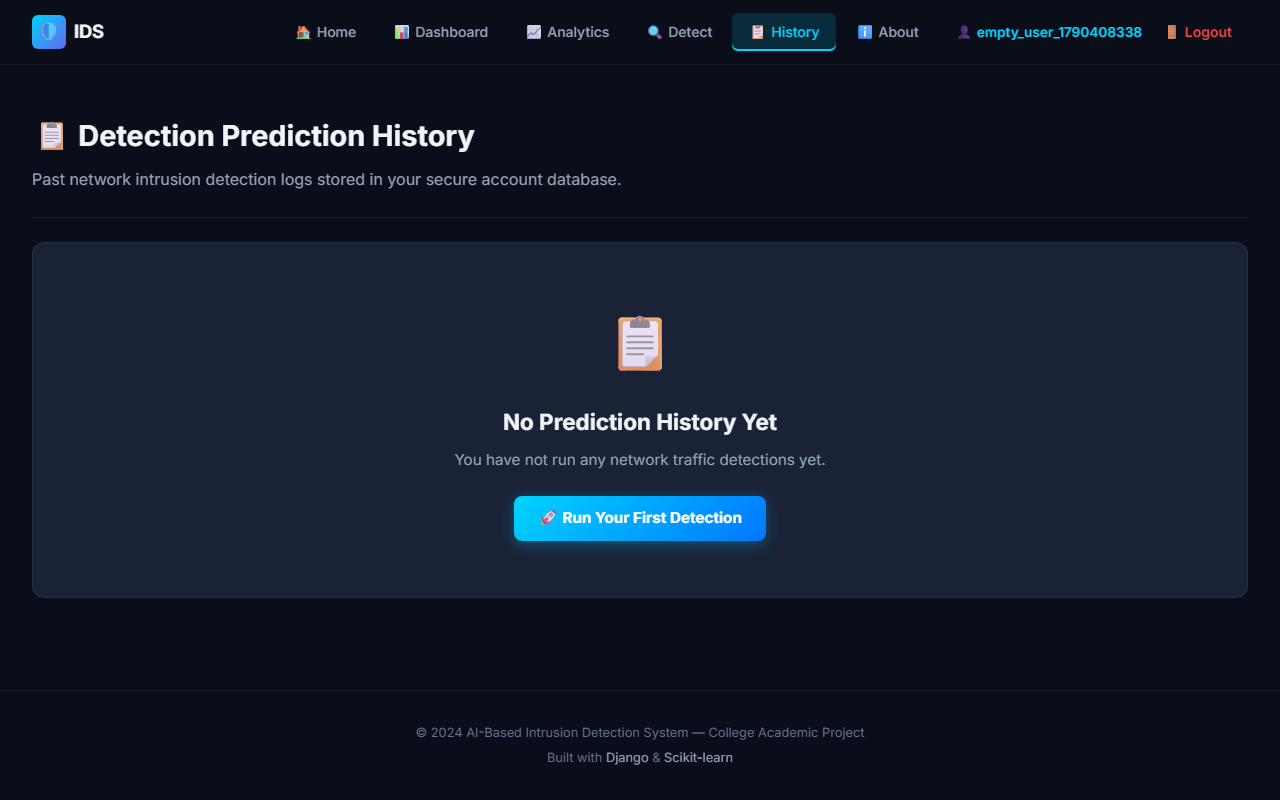 IDS
Home
Dashboard
Analytics
Detect
History
About
empty_user_1790408338
Logout
Detection Prediction History
Past network intrusion detection logs stored in your secure account database.
No Prediction History Yet
You have not run any network traffic detections yet.
Run Your First Detection
© 2024 AI-Based Intrusion Detection System — College Academic Project
Built with Django & Scikit-learn